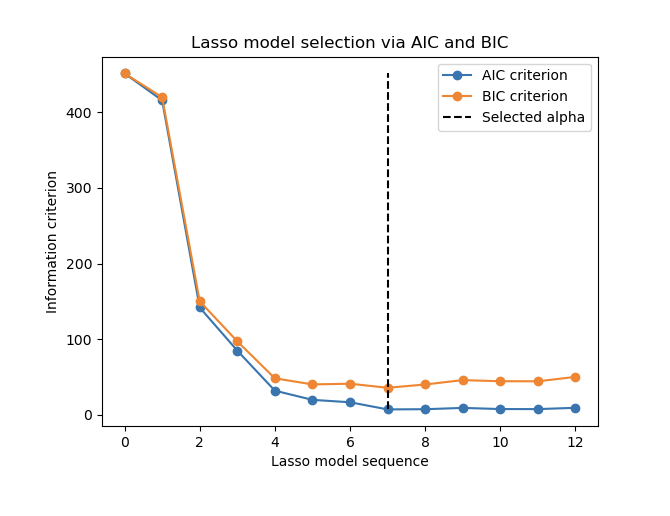 Lasso model selection via AIC and BIC
AIC criterion
BIC criterion
Selected alpha
Information criterion
400
300
200
100
0
0 2 4 6 8 10 12
Lasso model sequence